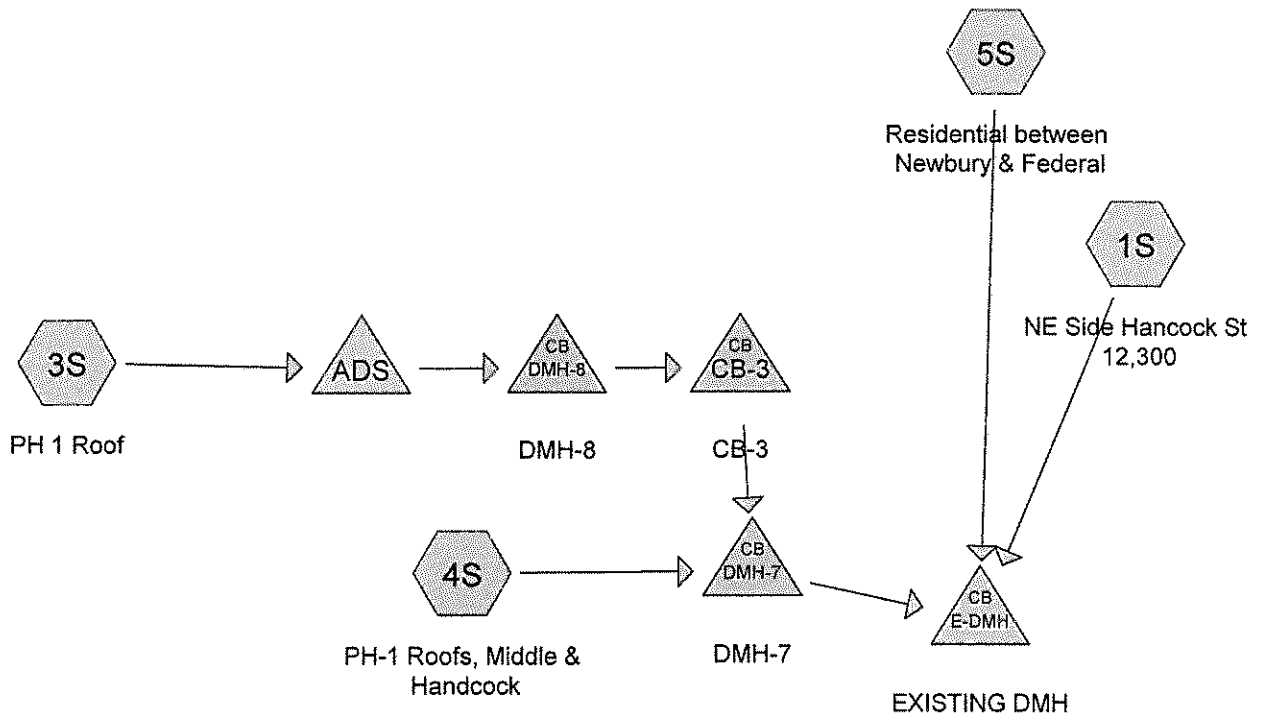 5S
Residential between
Newbury & Federal
1S
NE Side Hancock St
12,300
3S
PH 1 Roof
ADS
CB
DMH-8
DMH-8
CB
CB-3
CB-3
4S
PH-1 Roofs, Middle &
Handcock
CB
DMH-7
DMH-7
CB
E-DMH
EXISTING DMH